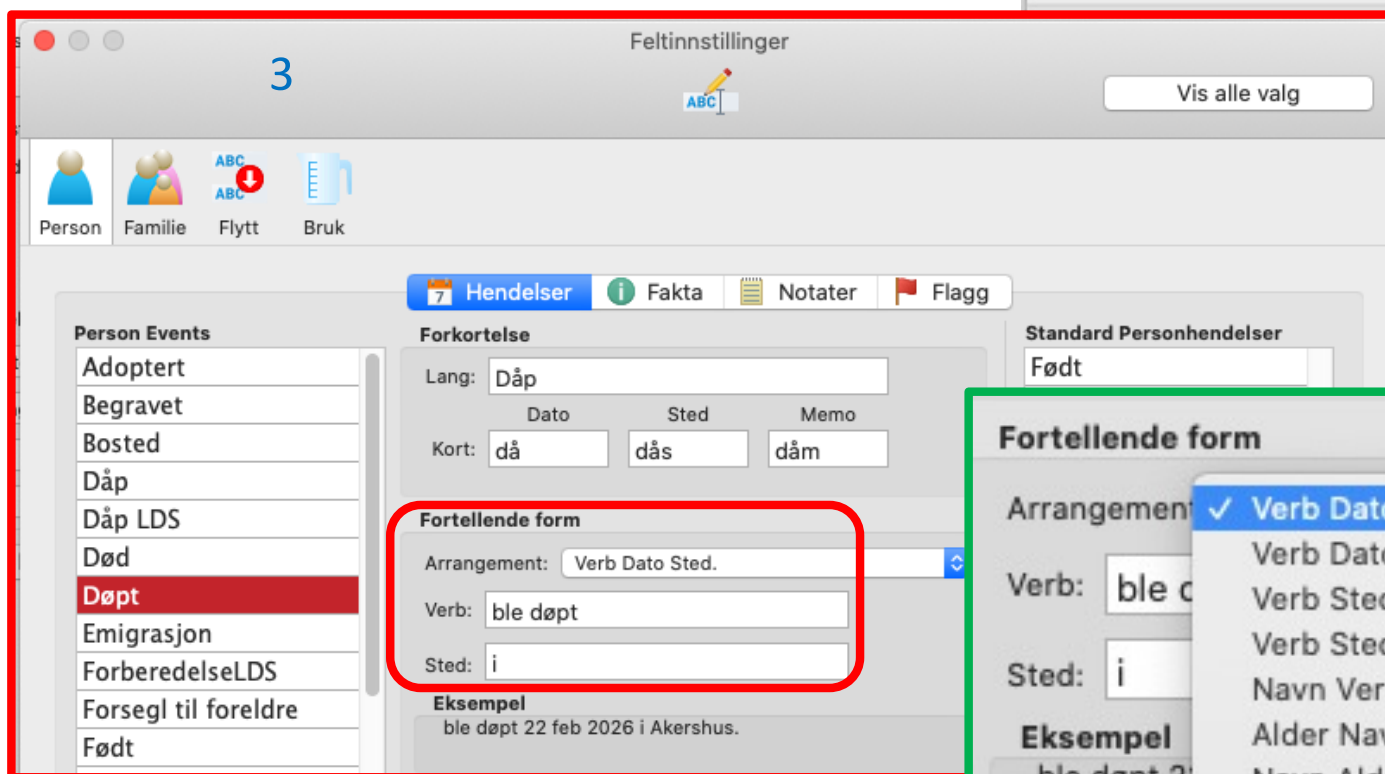 Feltinnstillinger
3
ABC
Vis alle valg
ABC
ABC
Person Familie Flytt Bruk
7 Hendelser Fakta Notater Flagg
Person Events
Adoptert
Begravet
Bosted
Dåp
Dåp LDS
Død
Døpt
Emigrasjon
ForberedelseLDS
Forsegl til foreldre
Født
Forkortelse
Lang: Dåp
Dato Sted Memo
Kort: då dås dåm
Fortellende form
Arrangement: Verb Dato Sted.
Verb: ble døpt
Sted: i
Eksempel
ble døpt 22 feb 2026 i Akershus.
Standard Personhendelser
Født
Fortellende form
Arrangement ✓ Verb Dato
Verb Dato
Verb: ble
Verb Sted
Verb Sted
Sted: i
Navn
Eksempel
Alder